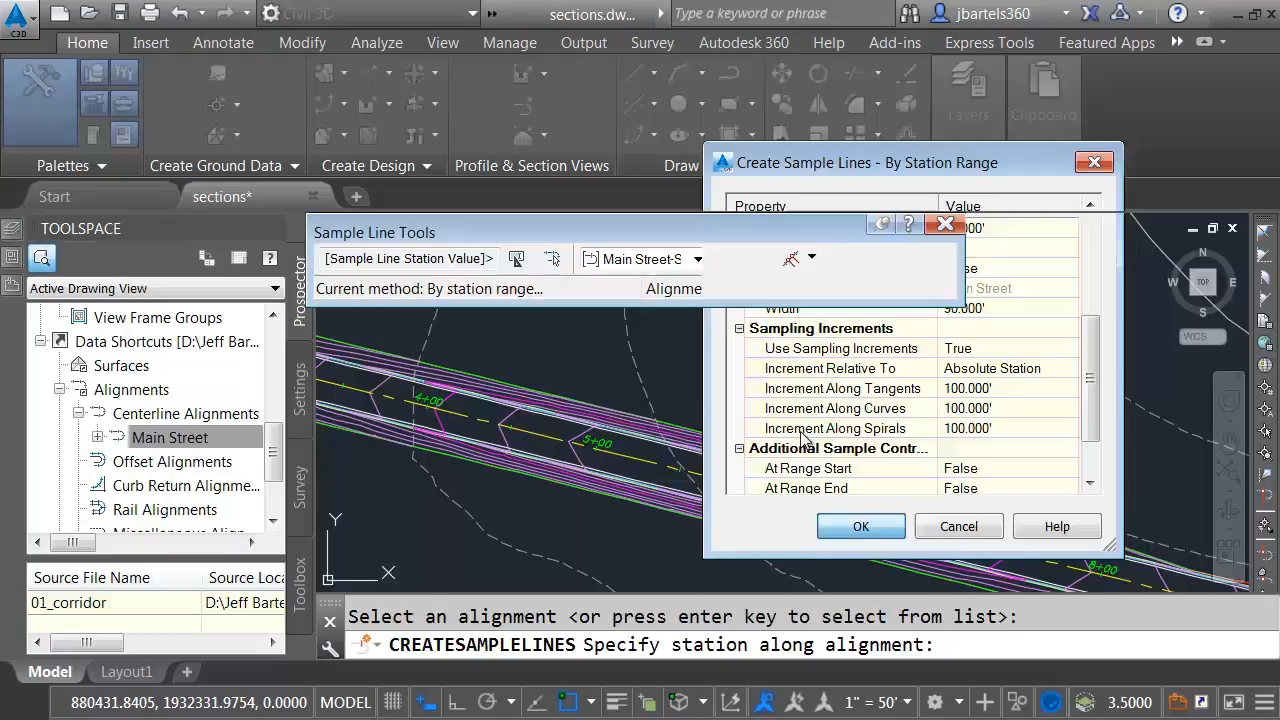 C3D
Civil 3D
sections.dw...
Type a keyword or phrase
jbartels360
Home
Insert
Annotate
Modify
Analyze
View
Manage
Output
Survey
Autodesk 360
Help
Add-ins
Express Tools
Featured Apps
Layers
Clipboard
Palettes
Create Ground Data
Create Design
Profile & Section Views
Draw
Create Sample Lines - By Station Range
Start
sections*
Property
Value
TOOLSPACE
Active Drawing View
View Frame Groups
Data Shortcuts [D:\Jeff Bar...
Surfaces
Alignments
Centerline Alignments
Main Street
Offset Alignments
Curb Return Alignme...
Rail Alignments
Source File Name
Source Loca
01_corridor
D:\Jeff Barte
Prospector
Settings
Survey
Toolbox
Sample Line Tools
[Sample Line Station Value]>
Main Street-S
Current method: By station range...
Alignme
Width
90.000'
Sampling Increments
Use Sampling Increments
True
Increment Relative To
Absolute Station
Increment Along Tangents
100.000'
Increment Along Curves
100.000'
Increment Along Spirals
100.000'
Additional Sample Contr...
At Range Start
False
At Range End
False
OK
Cancel
Help
4+00
5+00
8+00
Y
X
N
W
TOP
E
S
WCS
Select an alignment <or press enter key to select from list>:
CREATESAMPLELINES Specify station along alignment:
Model
Layout1
880431.8405, 1932331.9754, 0.0000
MODEL
1" = 50'
3.5000